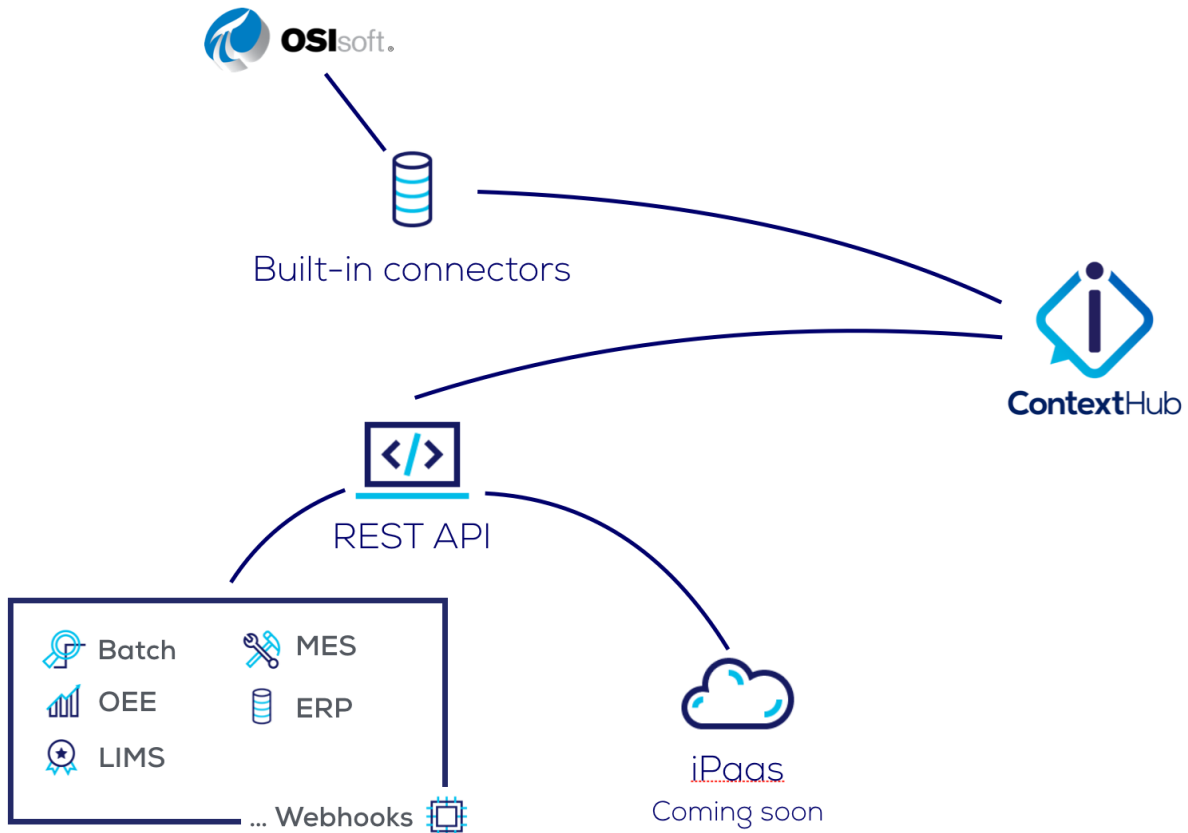 OSIsoft.
Built-in connectors
ContextHub
</>
REST API
Batch
MES
OEE
ERP
LIMS
... Webhooks
iPaas
Coming soon